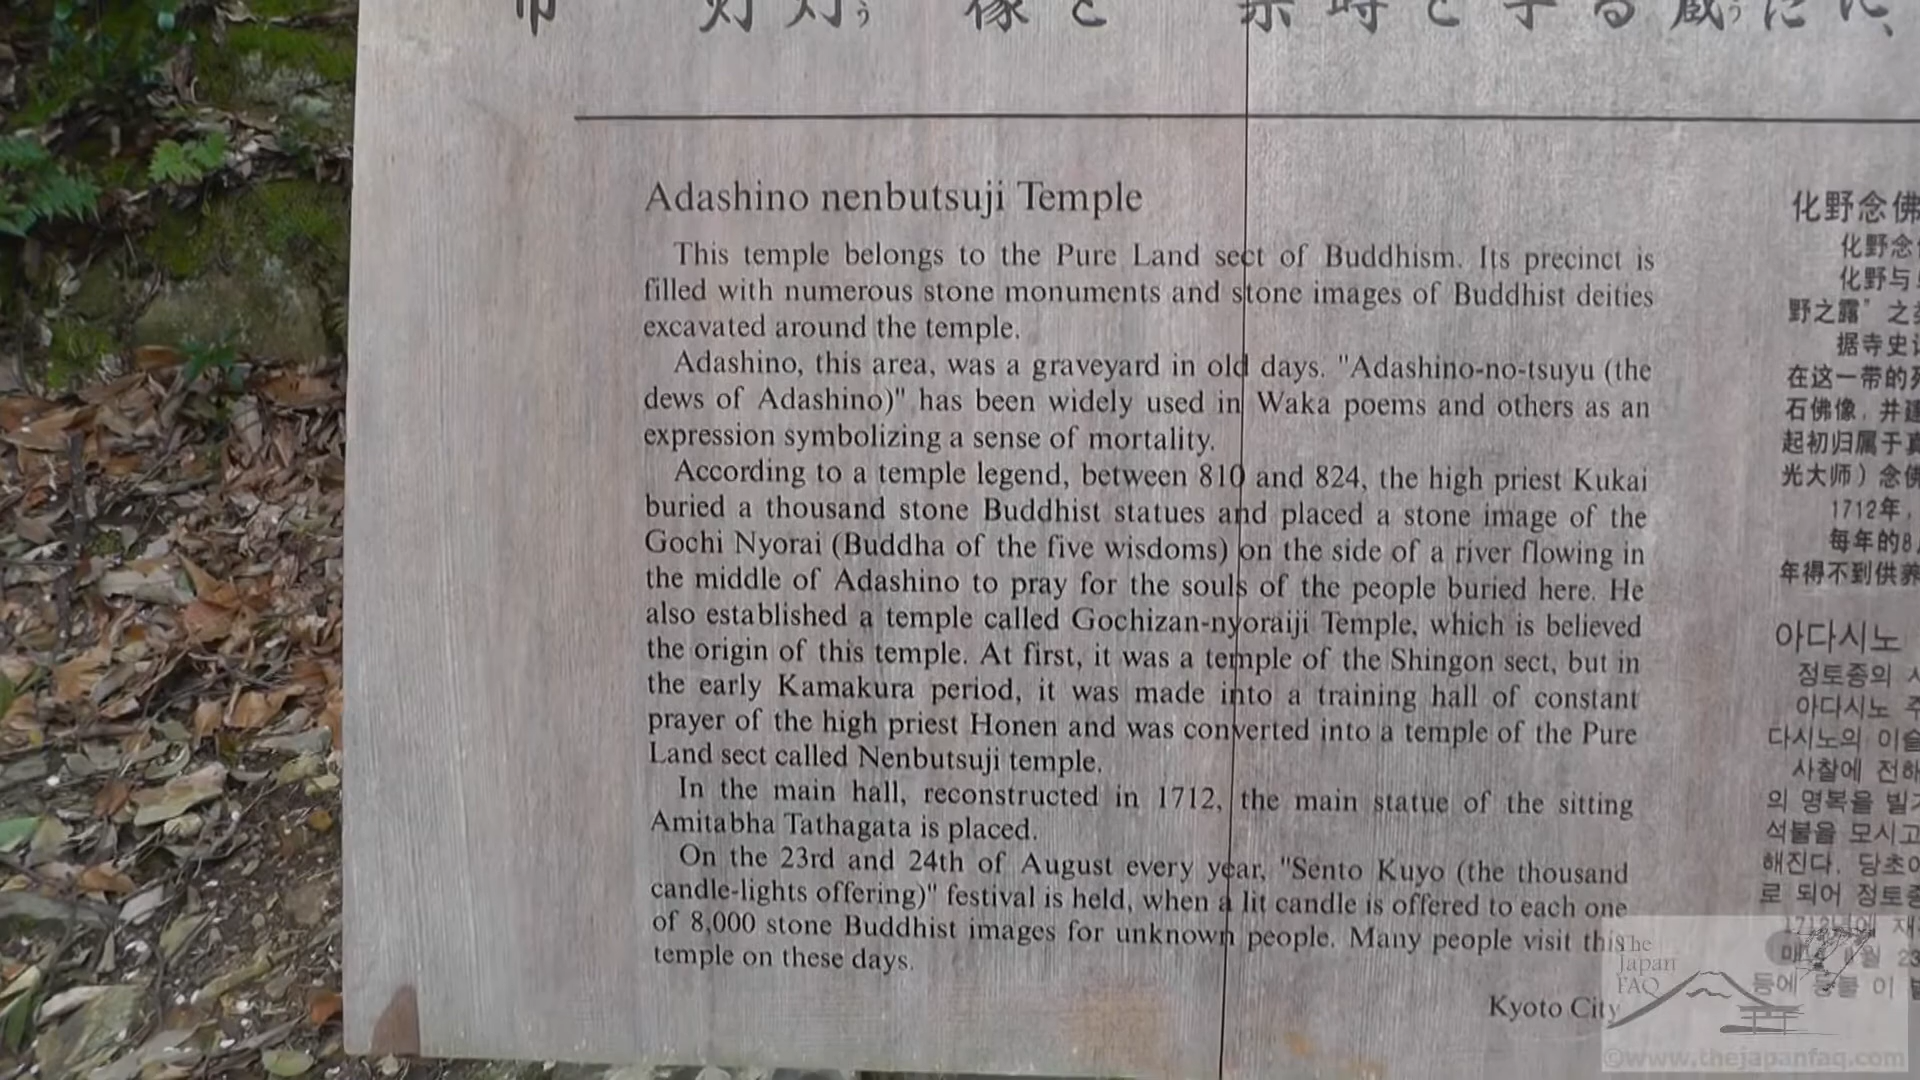 Adashino nenbutsuji Temple
This temple belongs to the Pure Land sect of Buddhism. Its precinct is
filled with numerous stone monuments and stone images of Buddhist deities
excavated around the temple.
Adashino, this area, was a graveyard in old days. "Adashino-no-tsuyu (the
dews of Adashino)" has been widely used in Waka poems and others as an
expression symbolizing a sense of mortality.
According to a temple legend, between 810 and 824, the high priest Kukai
buried a thousand stone Buddhist statues and placed a stone image of the
Gochi Nyorai (Buddha of the five wisdoms) on the side of a river flowing in
the middle of Adashino to pray for the souls of the people buried here. He
also established a temple called Gochizan-nyoraiji Temple, which is believed
the origin of this temple. At first, it was a temple of the Shingon sect, but in
the early Kamakura period, it was made into a training hall of constant
prayer of the high priest Honen and was converted into a temple of the Pure
Land sect called Nenbutsuji temple.
In the main hall, reconstructed in 1712, the main statue of the sitting
Amitabha Tathagata is placed.
On the 23rd and 24th of August every year, "Sento Kuyo (the thousand
candle-lights offering)" festival is held, when a lit candle is offered to each one
of 8,000 stone Buddhist images for unknown people. Many people visit this
temple on these days.
Kyoto City
化野念佛
化野念
化野与
野之露"之
据寺史
在这一带的
石佛像，并建
起初归属于真
光大师）念佛
1712年，
每年的8
年得不到供养
아다시노
정토종의
아다시노 주
다시노의 이슬
사찰에 전해
의 명복을 빌
석불을 모시고
해진다. 당초에
로 되어 정토종
The
Japan
FAQ
©www.thejapanfaq.com